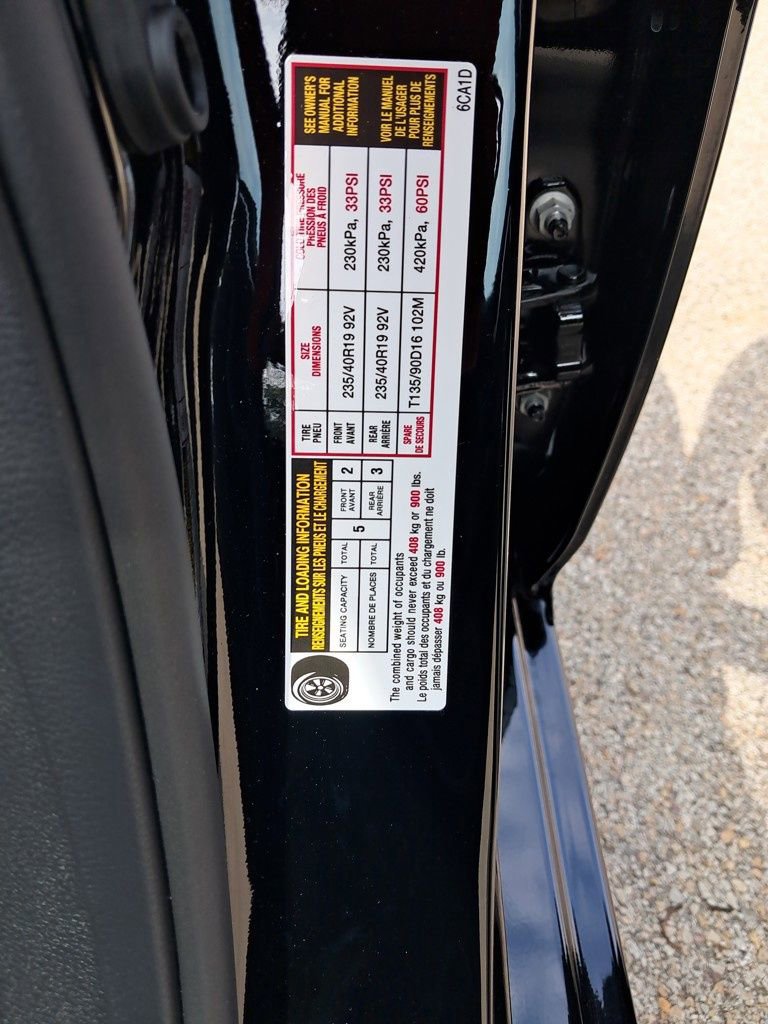 TIRE AND LOADING INFORMATION
RENSEIGNEMENTS SUR LES PNEUS ET LE CHARGEMENT
SEATING CAPACITY TOTAL 5 FRONT AVANT 2 REAR ARRIÈRE 3
NOMBRE DE PLACES TOTAL
The combined weight of occupants
and cargo should never exceed 408 kg or 900 lbs.
Le poids total des occupants et du chargement ne doit
jamais dépasser 408 kg ou 900 lb.
TIRE
PNEU
SIZE
DIMENSIONS
COLD TIRE PRESSURE
PRESSION DES
PNEUS À FROID
SEE OWNER'S
MANUAL FOR
ADDITIONAL
INFORMATION
FRONT
AVANT
235/40R19 92V
230kPa, 33PSI
REAR
ARRIÈRE
235/40R19 92V
230kPa, 33PSI
VOIR LE MANUEL
DE L'USAGER
POUR PLUS DE
RENSEIGNEMENTS
SPARE
DE SECOURS
T135/90D16 102M
420kPa, 60PSI
6CA1D